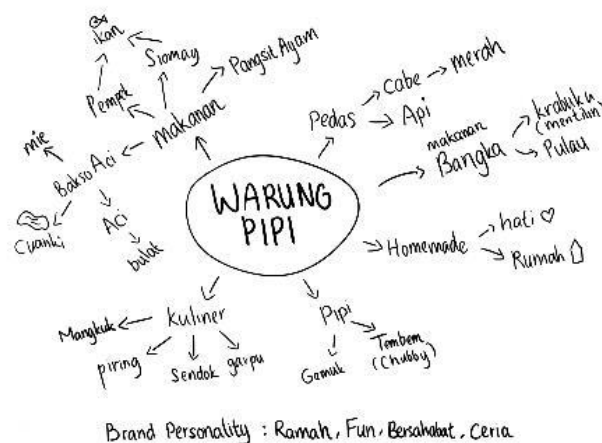 WARUNG
PIPI
Makanan
Pangsit Ayam
Siomay
ikan
Pempek
Bakso Aci
mie
Cuanki
Aci
bulat
Pedas
Cabe
merah
Api
makanan
Bangka
krabuku
(mentilin)
Pulau
Homemade
hati
Rumah
Pipi
Tembem
(Chubby)
Gemuk
Kuliner
Mangkuk
piring
Sendok
garpu
Brand Personality : Ramah, Fun, Bersahabat, Ceria